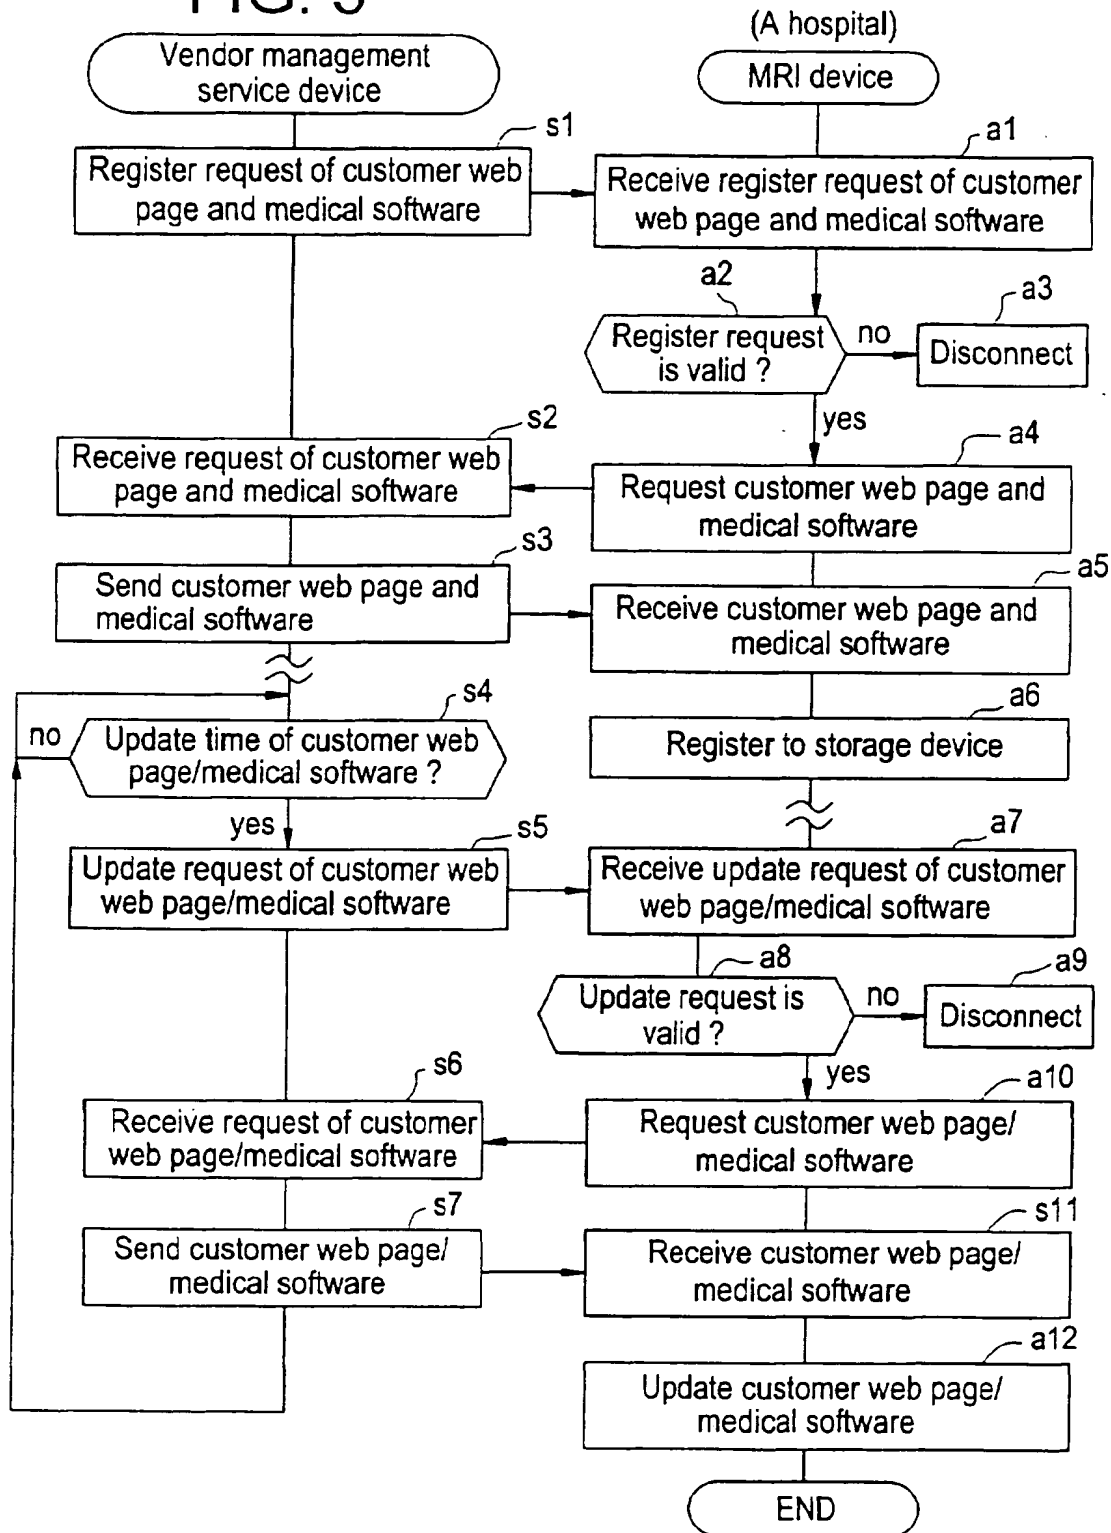 FIG.
(A hospital)
Vendor management
service device
MRI device
s1
a1
Register request of customer web
page and medical software
Receive register request of customer
web page and medical software
a2
a3
Register request
is valid ?
no
Disconnect
yes
s2
a4
Receive request of customer web
page and medical software
Request customer web page and
medical software
s3
a5
Send customer web page and
medical software
Receive customer web page and
medical software
s4
a6
no
Update time of customer web
page/medical software ?
Register to storage device
yes
s5
a7
Update request of customer web
web page/medical software
Receive update request of customer
web page/medical software
a8
a9
Update request is
valid ?
no
Disconnect
yes
s6
a10
Receive request of customer
web page/medical software
Request customer web page/
medical software
s7
s11
Send customer web page/
medical software
Receive customer web page/
medical software
a12
Update customer web page/
medical software
END